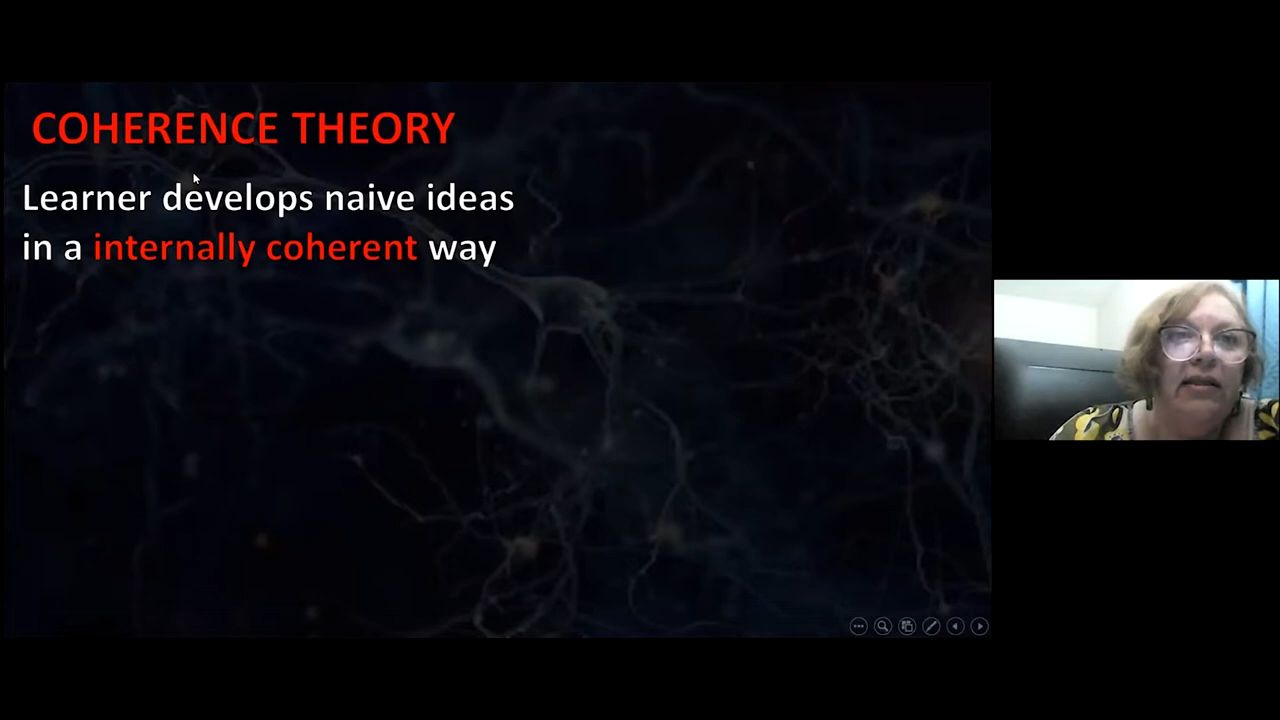 COHERENCE THEORY
Learner develops naive ideas
in a internally coherent way